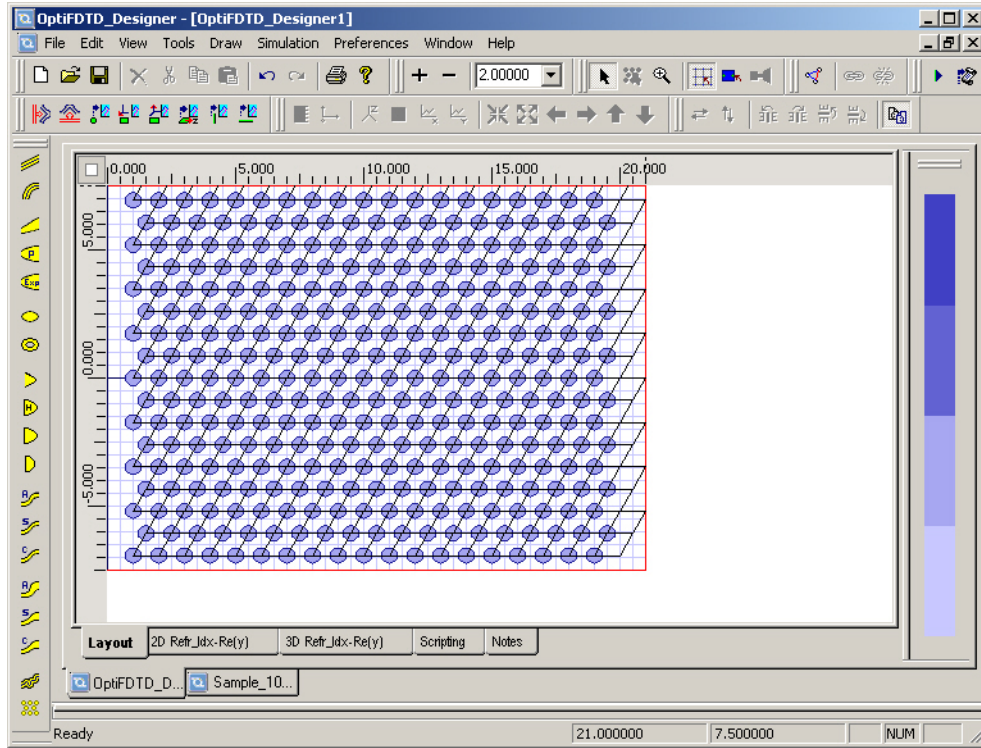 OptiFDTD_Designer - [OptiFDTD_Designer1]
File Edit View Tools Draw Simulation Preferences Window Help
2.00000
0.000 5.000 10.000 15.000 20.000
5.000
0.000
-5.000
P
Exp
H
A
S
C
A
S
C
Layout 2D Refr_Idx-Re(y) 3D Refr_Idx-Re(y) Scripting Notes
OptiFDTD_D... Sample_10...
Ready 21.000000 7.500000 NUM